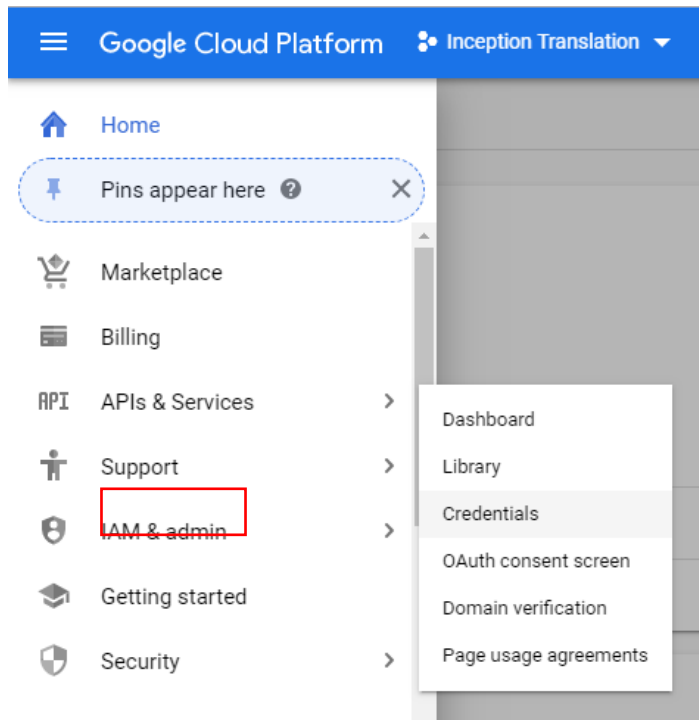 Google Cloud Platform Inception Translation
Home
Pins appear here ?
Marketplace
Billing
API APIs & Services
Support
IAM & admin
Getting started
Security
Dashboard
Library
Credentials
OAuth consent screen
Domain verification
Page usage agreements